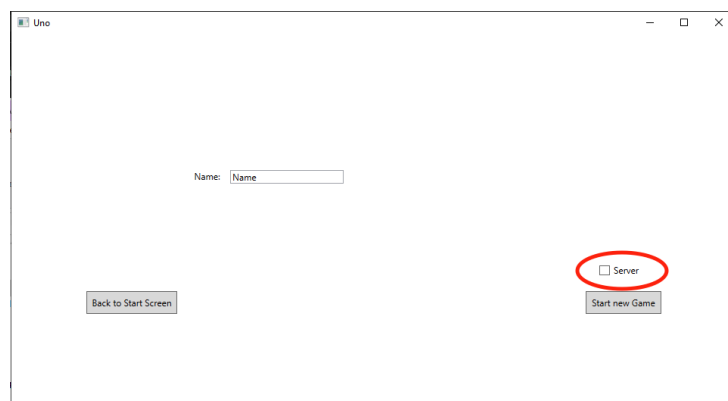 Uno
Name: Name
Server
Back to Start Screen
Start new Game